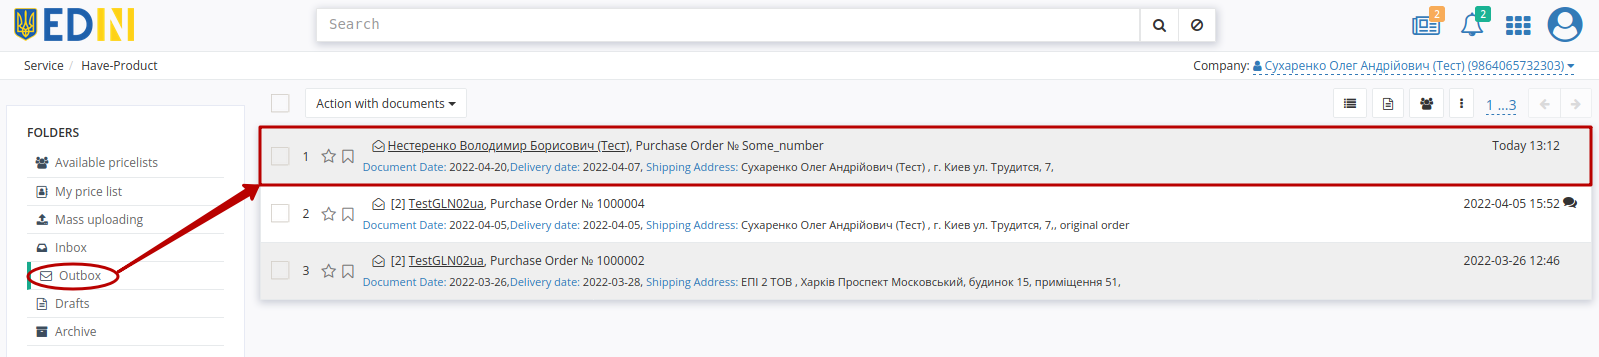 EDIN
Search
2
2
Service / Have-Product
Company: Сухаренко Олег Андрійович (Тест) (9864065732303)
Action with documents
1 ...3
FOLDERS
Available pricelists
My price list
Mass uploading
Inbox
Outbox
Drafts
Archive
1 Нестеренко Володимир Борисович (Тест), Purchase Order № Some_number Today 13:12
Document Date: 2022-04-20,Delivery date: 2022-04-07, Shipping Address: Сухаренко Олег Андрійович (Тест) , г. Киев ул. Трудится, 7,
2 [2] TestGLN02ua, Purchase Order № 1000004 2022-04-05 15:52
Document Date: 2022-04-05,Delivery date: 2022-04-05, Shipping Address: Сухаренко Олег Андрійович (Тест) , г. Киев ул. Трудится, 7,, original order
3 [2] TestGLN02ua, Purchase Order № 1000002 2022-03-26 12:46
Document Date: 2022-03-26,Delivery date: 2022-03-28, Shipping Address: ЕПІ 2 ТОВ , Харків Проспект Московський, будинок 15, приміщення 51,